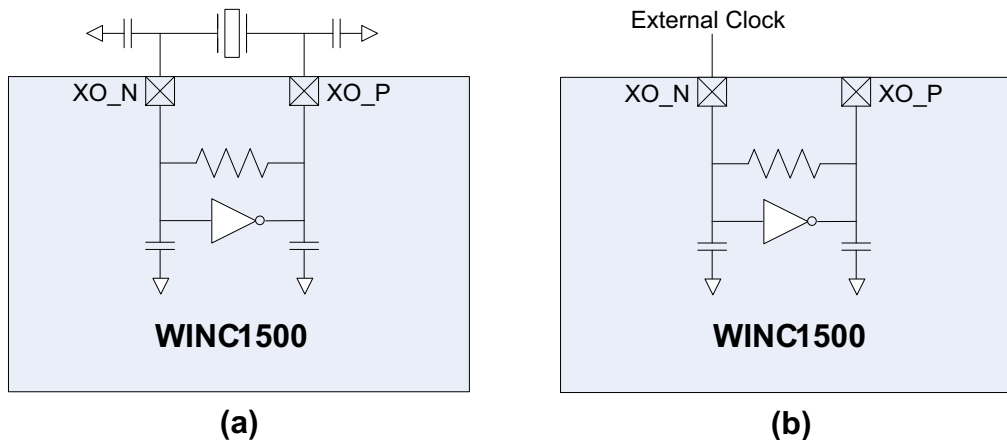 External Clock
XO_N
XO_P
XO_N
XO_P
WINC1500
WINC1500
(a)
(b)